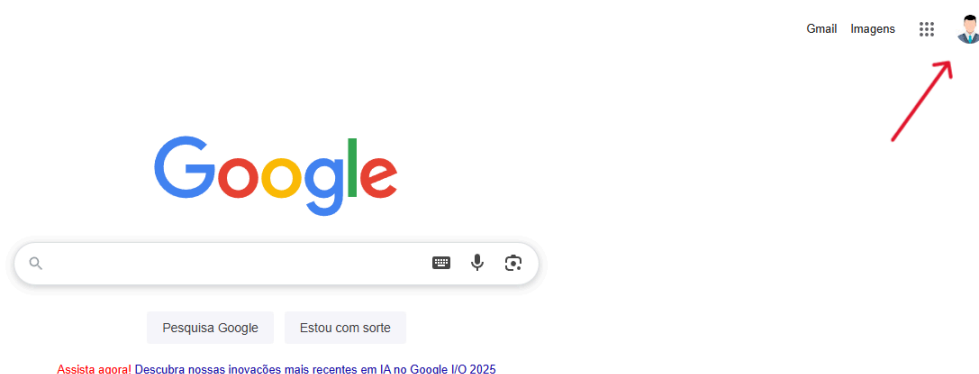 Gmail Imagens
Google
Pesquisa Google Estou com sorte
Assista agora! Descubra nossas inovações mais recentes em IA no Google I/O 2025